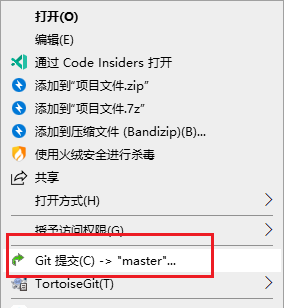 打开(O)
编辑(E)
通过 Code Insiders 打开
添加到“项目文件.zip”
添加到“项目文件.7z”
添加到压缩文件 (Bandizip)(B)...
使用火绒安全进行杀毒
共享
打开方式(H)
授予访问权限(G)
Git 提交(C) -> "master"...
TortoiseGit(T)